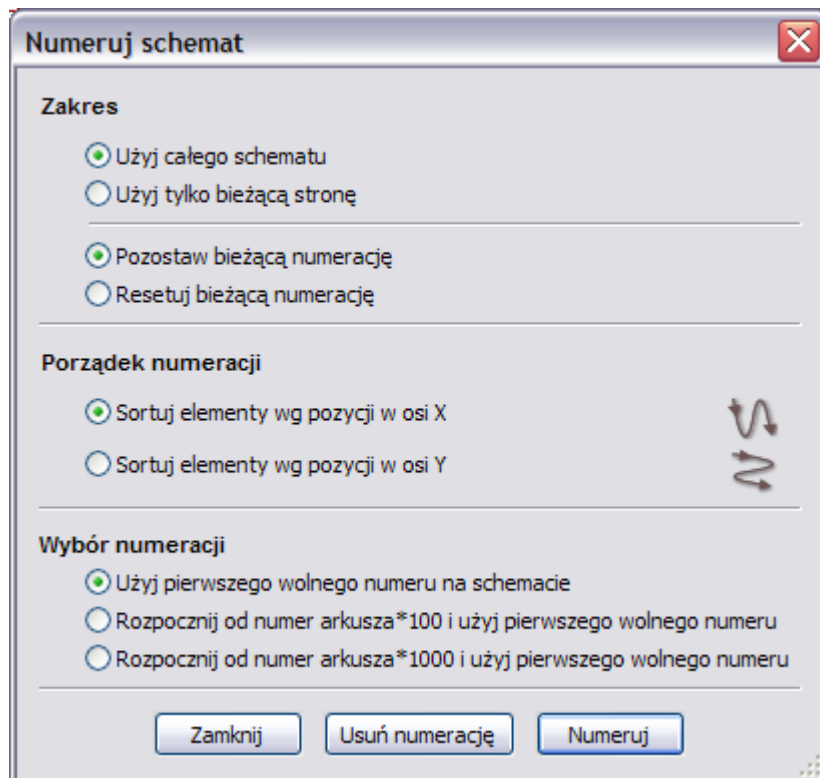 Numeruj schemat
Zakres
Użyj całego schematu
Użyj tylko bieżącą stronę
Pozostaw bieżącą numerację
Resetuj bieżącą numerację
Porządek numeracji
Sortuj elementy wg pozycji w osi X
Sortuj elementy wg pozycji w osi Y
Wybór numeracji
Użyj pierwszego wolnego numeru na schemacie
Rozpocznij od numer arkusza*100 i użyj pierwszego wolnego numeru
Rozpocznij od numer arkusza*1000 i użyj pierwszego wolnego numeru
Zamknij Usuń numerację Numeruj